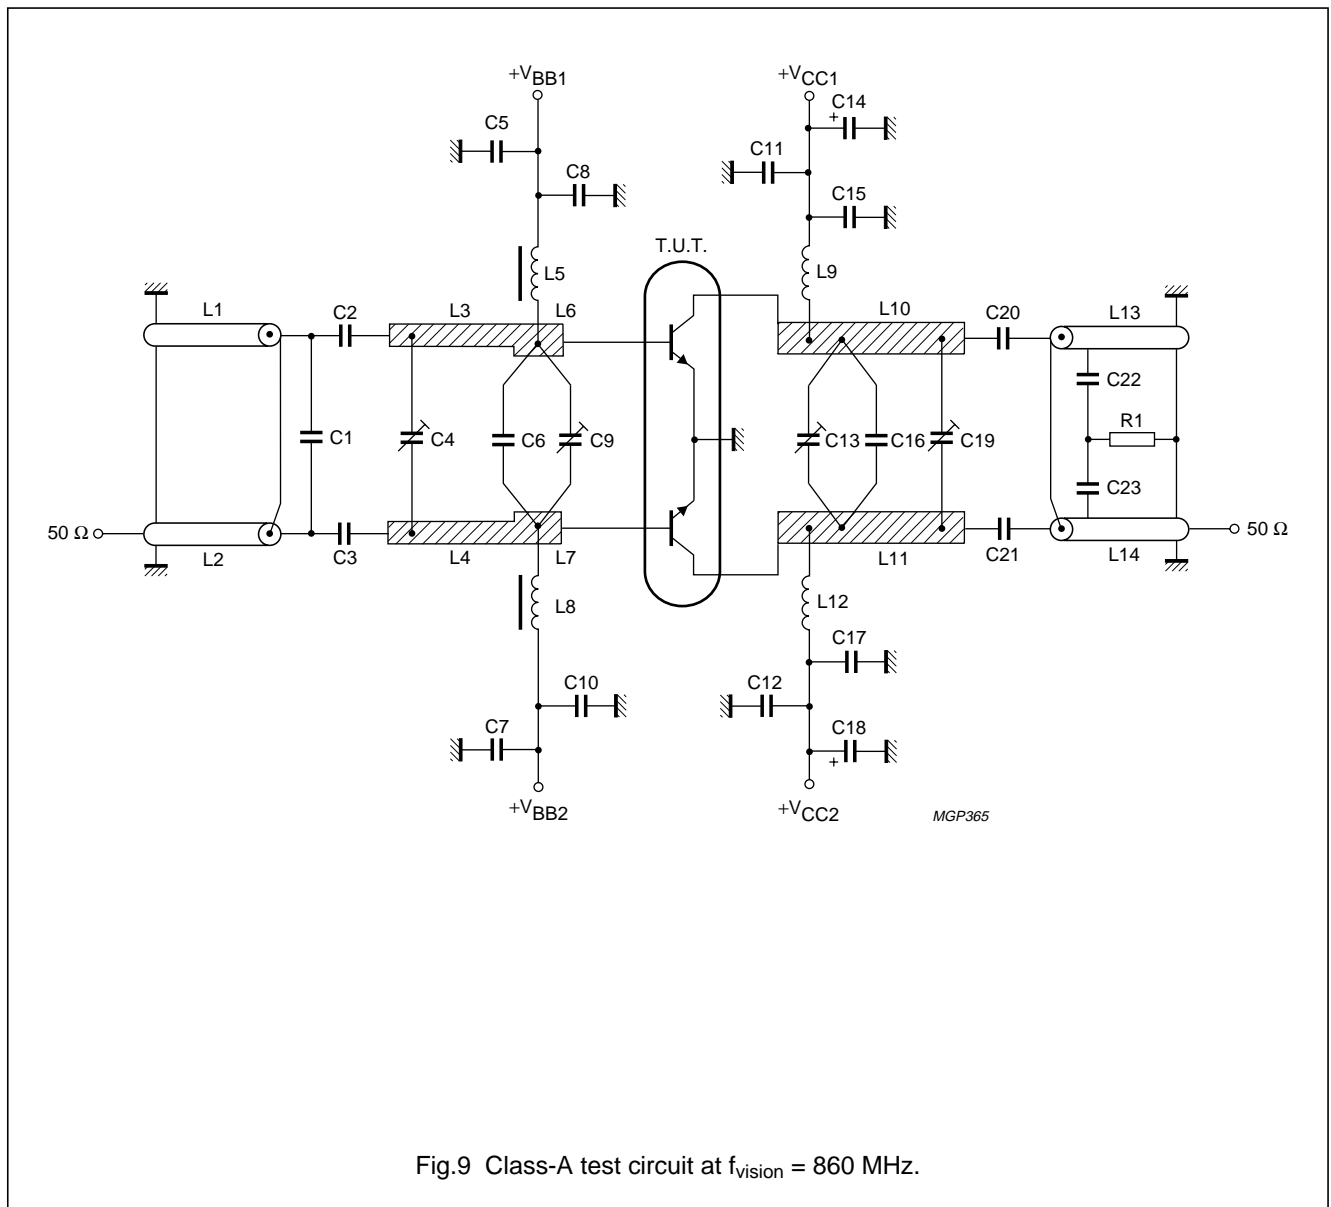 +VBB1
+VCC1
C14
+
C5
C11
C8
C15
T.U.T.
L5
L9
L1
C2
L3
L6
L10
C20
L13
C22
C1
C4
C6
C9
C13
C16
C19
R1
C23
50 Ω
50 Ω
L2
C3
L4
L7
L11
C21
L14
L8
L12
C17
C10
C12
C7
C18
+
+VBB2
+VCC2
MGP365
Fig.9 Class-A test circuit at fvision = 860 MHz.